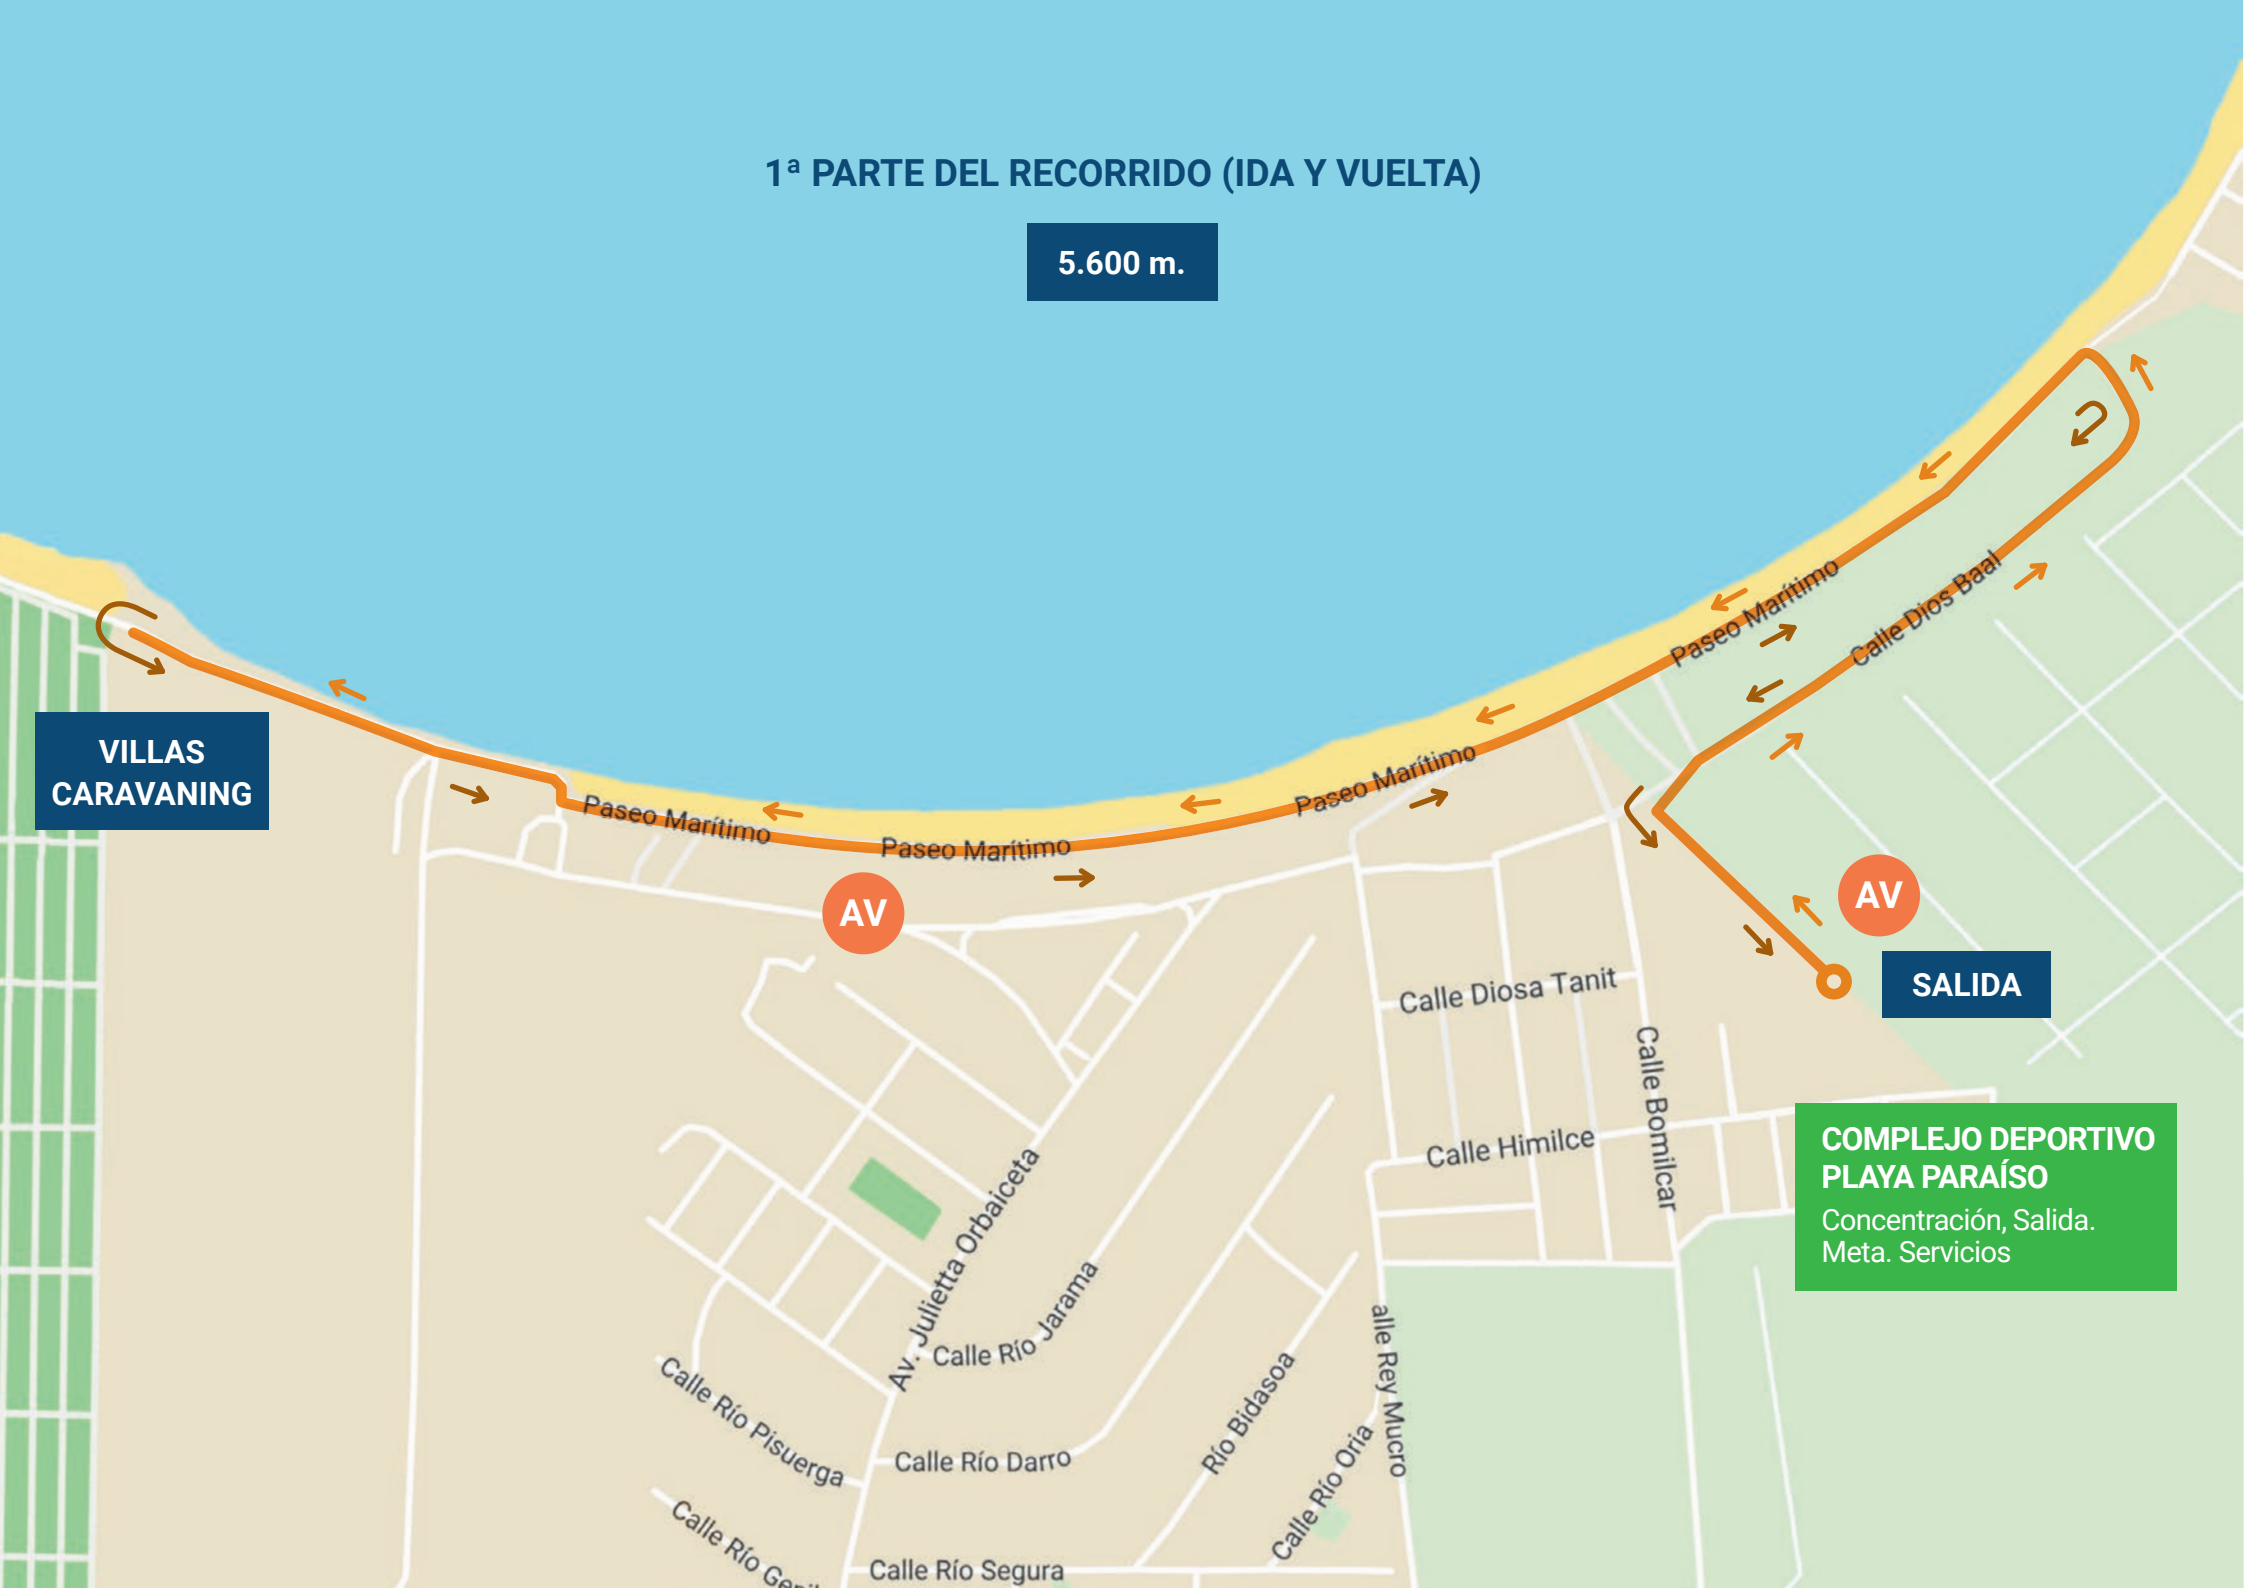 1ª PARTE DEL RECORRIDO (IDA Y VUELTA)
5.600 m.
Paseo Marítimo
Calle Dios Baal
VILLAS
CARAVANING
Paseo Marítimo
Paseo Marítimo
Paseo Marítimo
AV
AV
SALIDA
Calle Diosa Tanit
Calle Bomilcar
Calle Himilce
COMPLEJO DEPORTIVO
PLAYA PARAÍSO
Concentración, Salida.
Meta. Servicios
Av. Julietta Orbaiceta
Calle Río Jarama
alle Rey Mucro
Río Bidasoa
Calle Río Pisuerga
Calle Río Darro
Calle Río Oria
Calle Río
Calle Río Segura